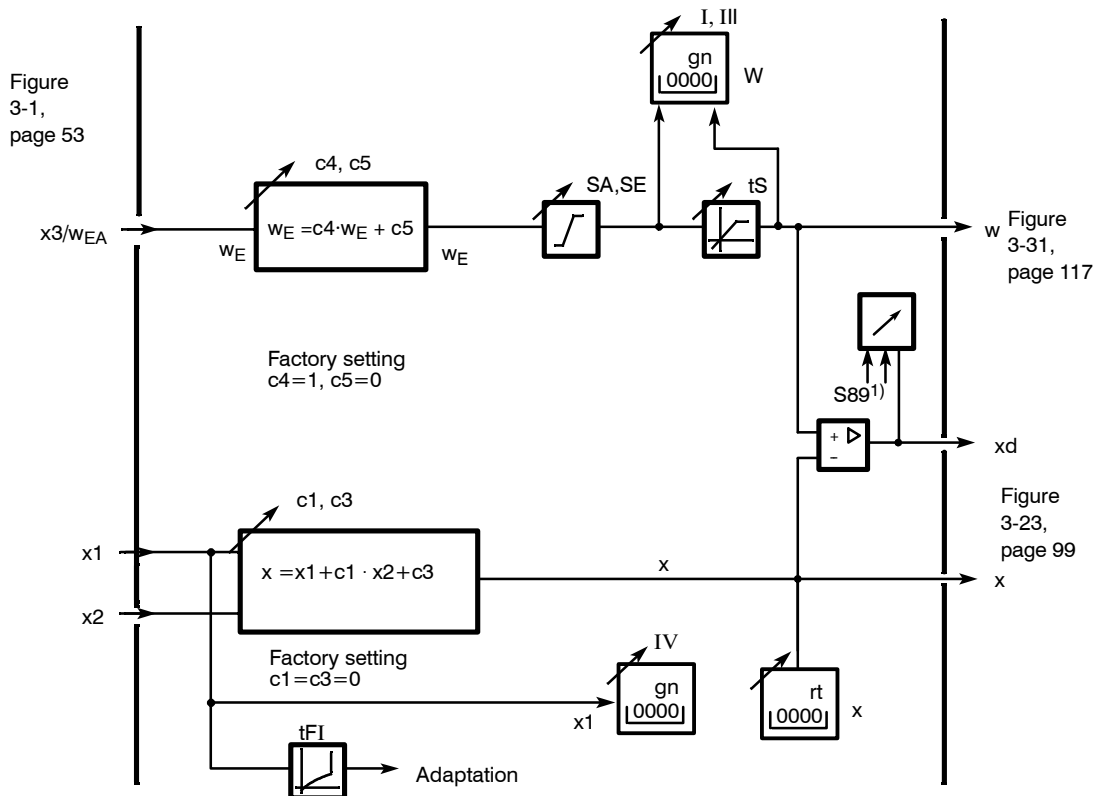 I, III
Figure
3-1,
page 53
gn
0000
W
c4, c5
SA,SE
tS
x3/wEA
wE
wE =c4·wE + c5
wE
w
Figure
3-31,
page 117
Factory setting
c4=1, c5=0
S89 1)
+
−
xd
c1, c3
Figure
3-23,
page 99
x1
x =x1+c1 · x2+c3
x
x
x2
Factory setting
c1=c3=0
IV
gn
0000
x1
rt
0000
x
tFI
Adaptation